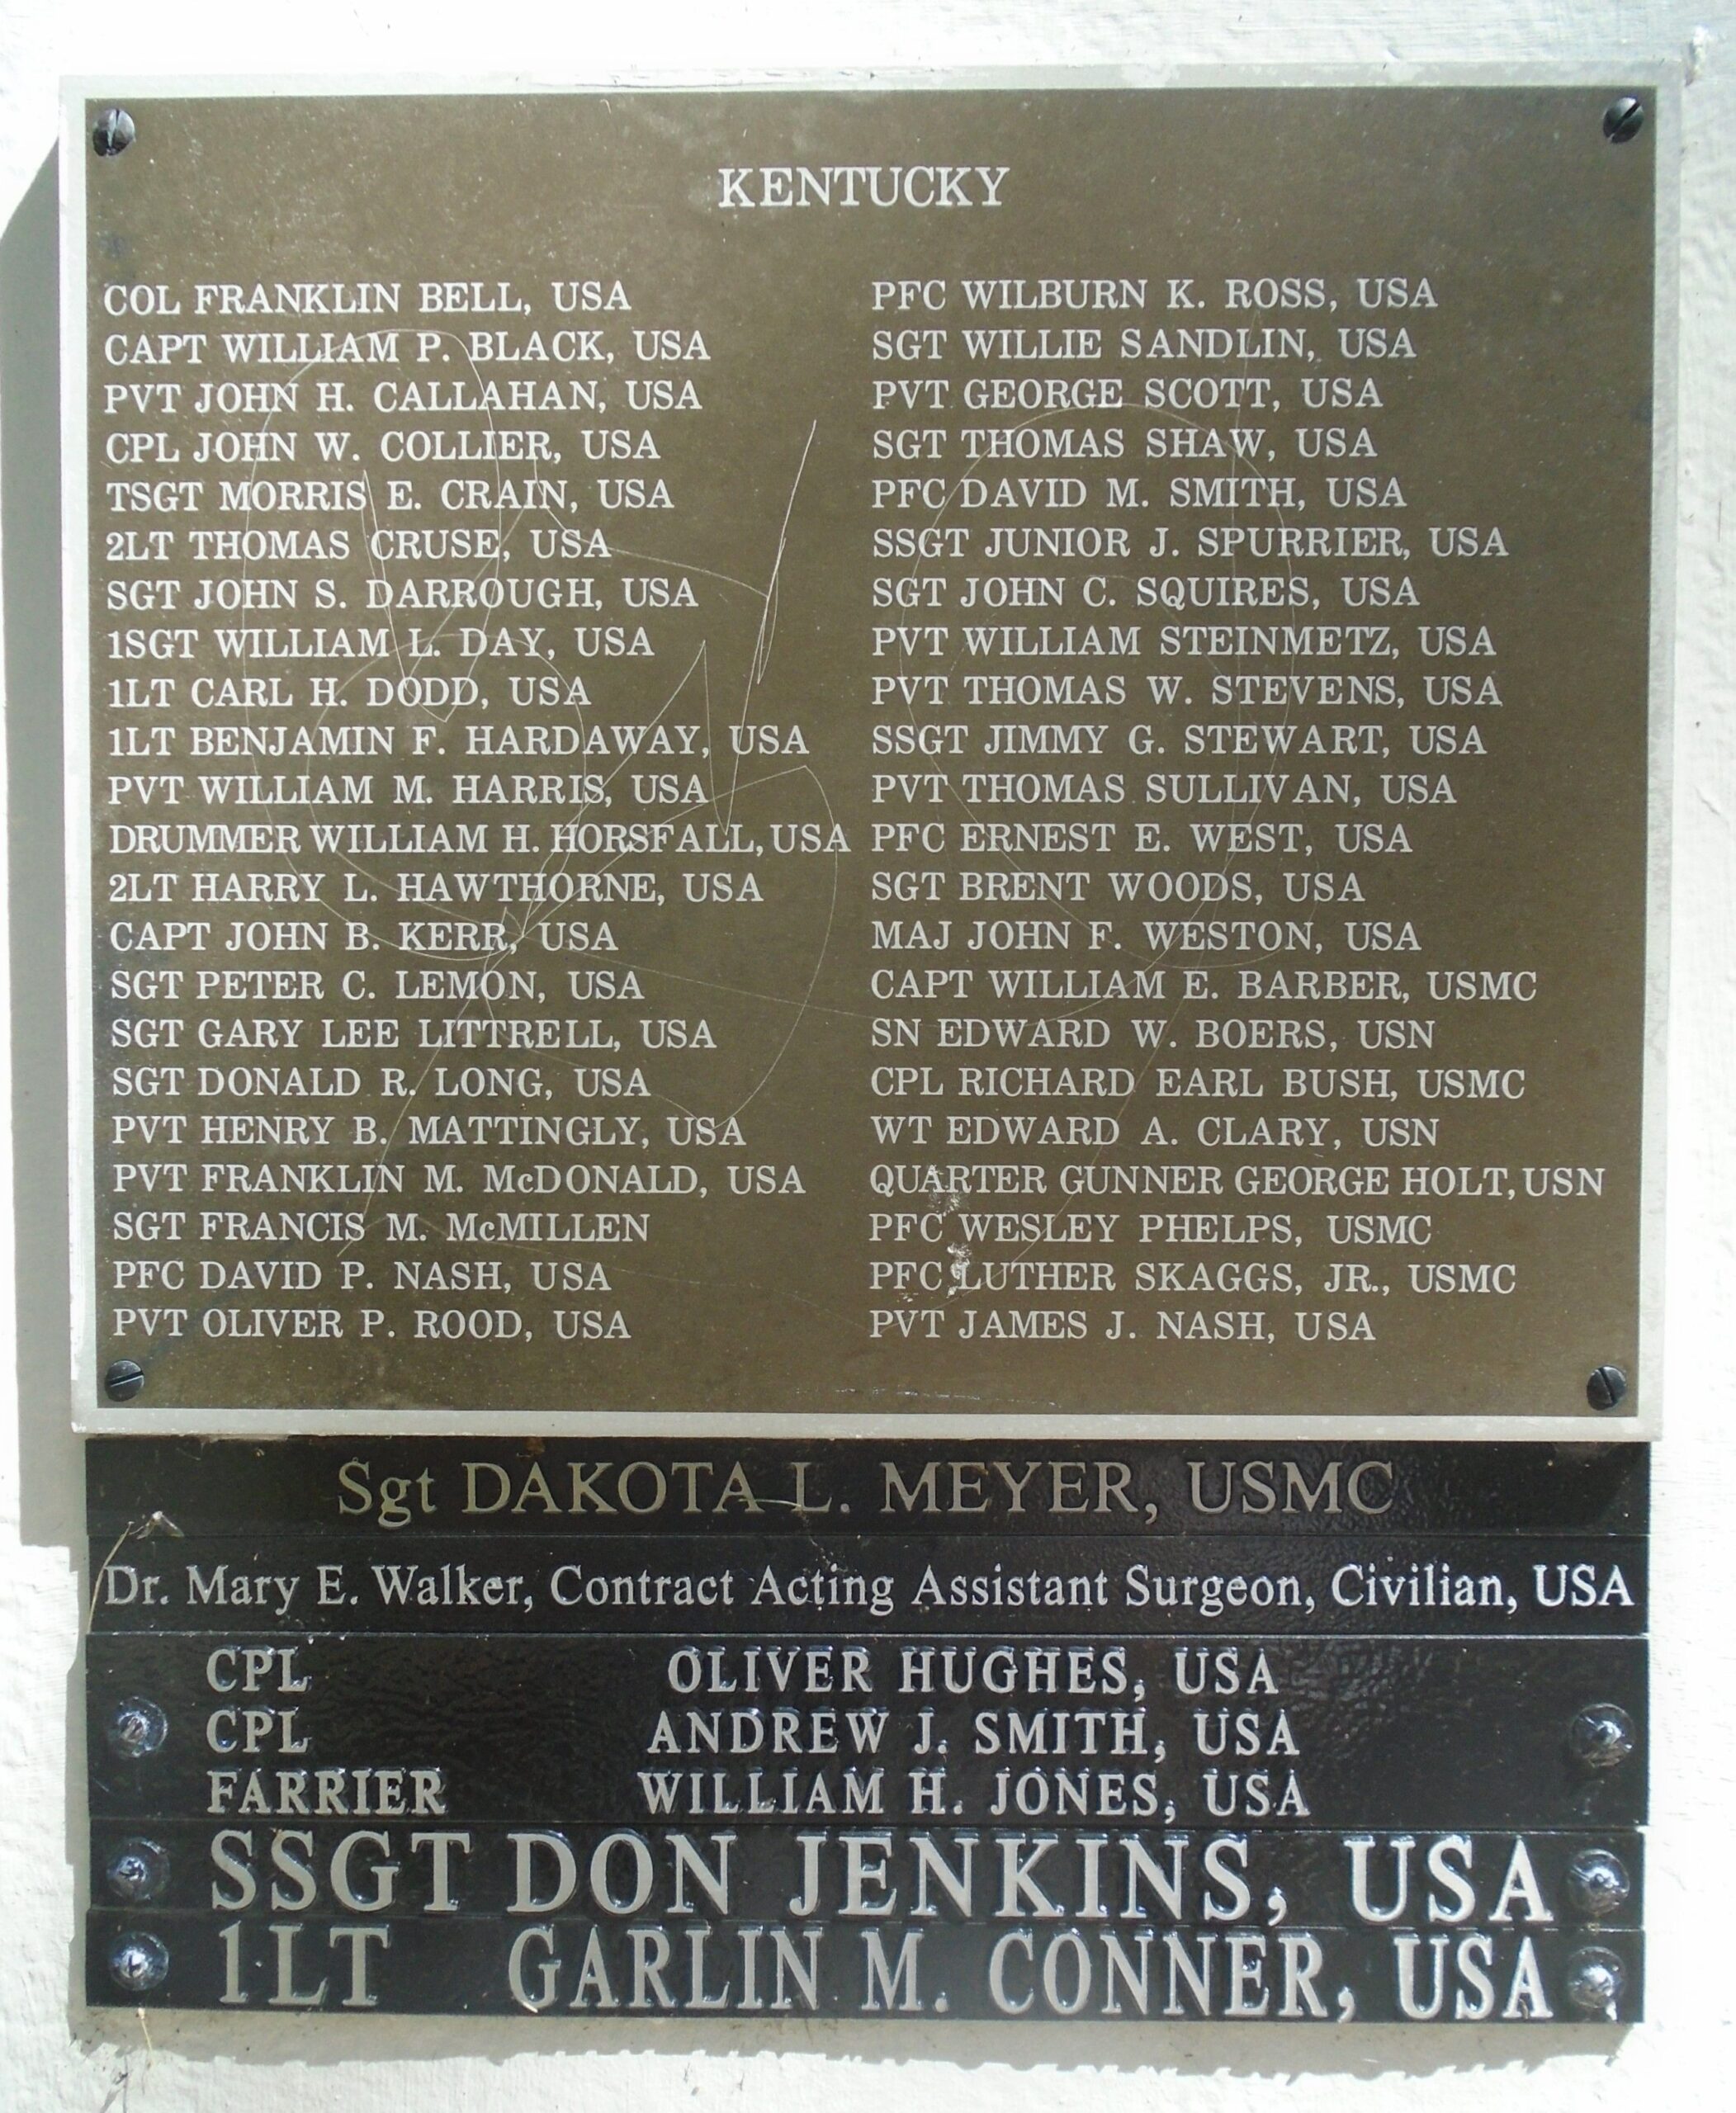 KENTUCKY
COL FRANKLIN BELL, USA
CAPT WILLIAM P. BLACK, USA
PVT JOHN H. CALLAHAN, USA
CPL JOHN W. COLLIER, USA
TSGT MORRIS E. CRAIN, USA
2LT THOMAS CRUSE, USA
SGT JOHN S. DARROUGH, USA
1SGT WILLIAM L. DAY, USA
1LT CARL H. DODD, USA
1LT BENJAMIN F. HARDAWAY, USA
PVT WILLIAM M. HARRIS, USA
DRUMMER WILLIAM H. HORSFALL, USA
2LT HARRY L. HAWTHORNE, USA
CAPT JOHN B. KERR, USA
SGT PETER C. LEMON, USA
SGT GARY LEE LITTRELL, USA
SGT DONALD R. LONG, USA
PVT HENRY B. MATTINGLY, USA
PVT FRANKLIN M. McDONALD, USA
SGT FRANCIS M. McMILLEN
PFC DAVID P. NASH, USA
PVT OLIVER P. ROOD, USA
PFC WILBURN K. ROSS, USA
SGT WILLIE SANDLIN, USA
PVT GEORGE SCOTT, USA
SGT THOMAS SHAW, USA
PFC DAVID M. SMITH, USA
SSGT JUNIOR J. SPURRIER, USA
SGT JOHN C. SQUIRES, USA
PVT WILLIAM STEINMETZ, USA
PVT THOMAS W. STEVENS, USA
SSGT JIMMY G. STEWART, USA
PVT THOMAS SULLIVAN, USA
PFC ERNEST E. WEST, USA
SGT BRENT WOODS, USA
MAJ JOHN F. WESTON, USA
CAPT WILLIAM E. BARBER, USMC
SN EDWARD W. BOERS, USN
CPL RICHARD EARL BUSH, USMC
WT EDWARD A. CLARY, USN
QUARTER GUNNER GEORGE HOLT, USN
PFC WESLEY PHELPS, USMC
PFC LUTHER SKAGGS, JR., USMC
PVT JAMES J. NASH, USA
Sgt DAKOTA L. MEYER, USMC
Dr. Mary E. Walker, Contract Acting Assistant Surgeon, Civilian, USA
CPL OLIVER HUGHES, USA
CPL ANDREW J. SMITH, USA
FARRIER WILLIAM H. JONES, USA
SSGT DON JENKINS, USA
1LT GARLIN M. CONNER, USA